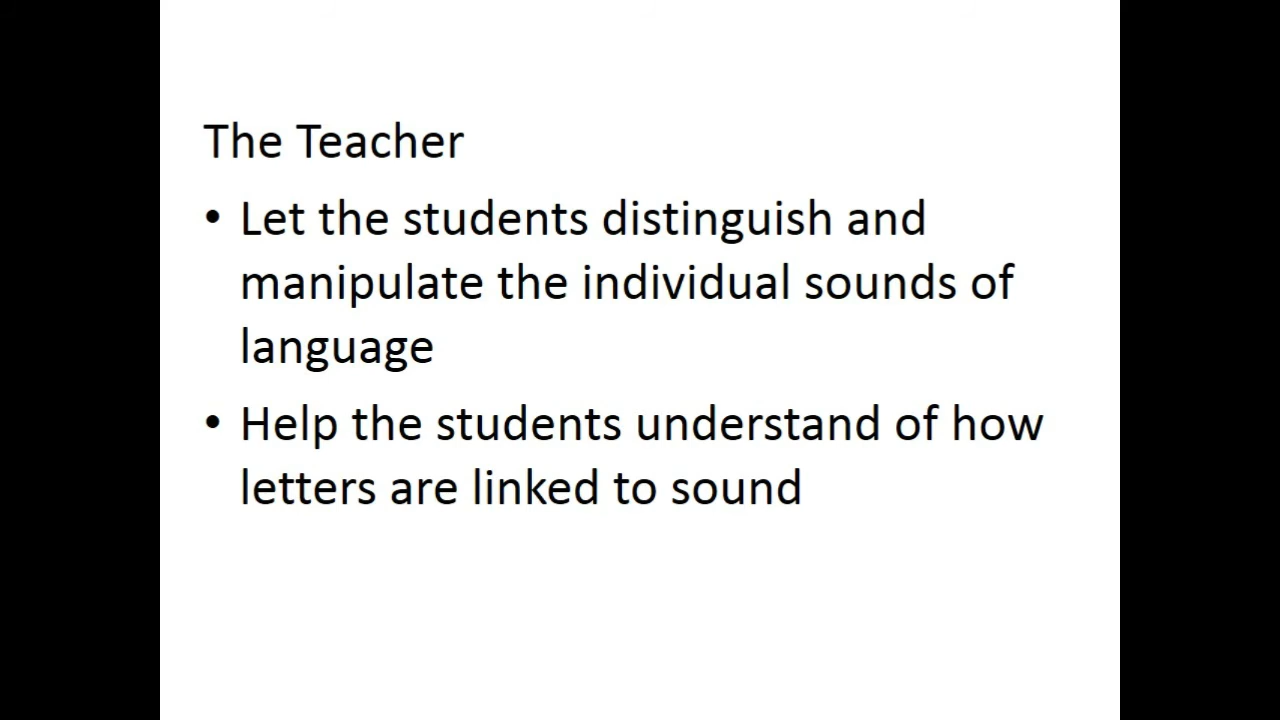 The Teacher
• Let the students distinguish and
manipulate the individual sounds of
language
• Help the students understand of how
letters are linked to sound